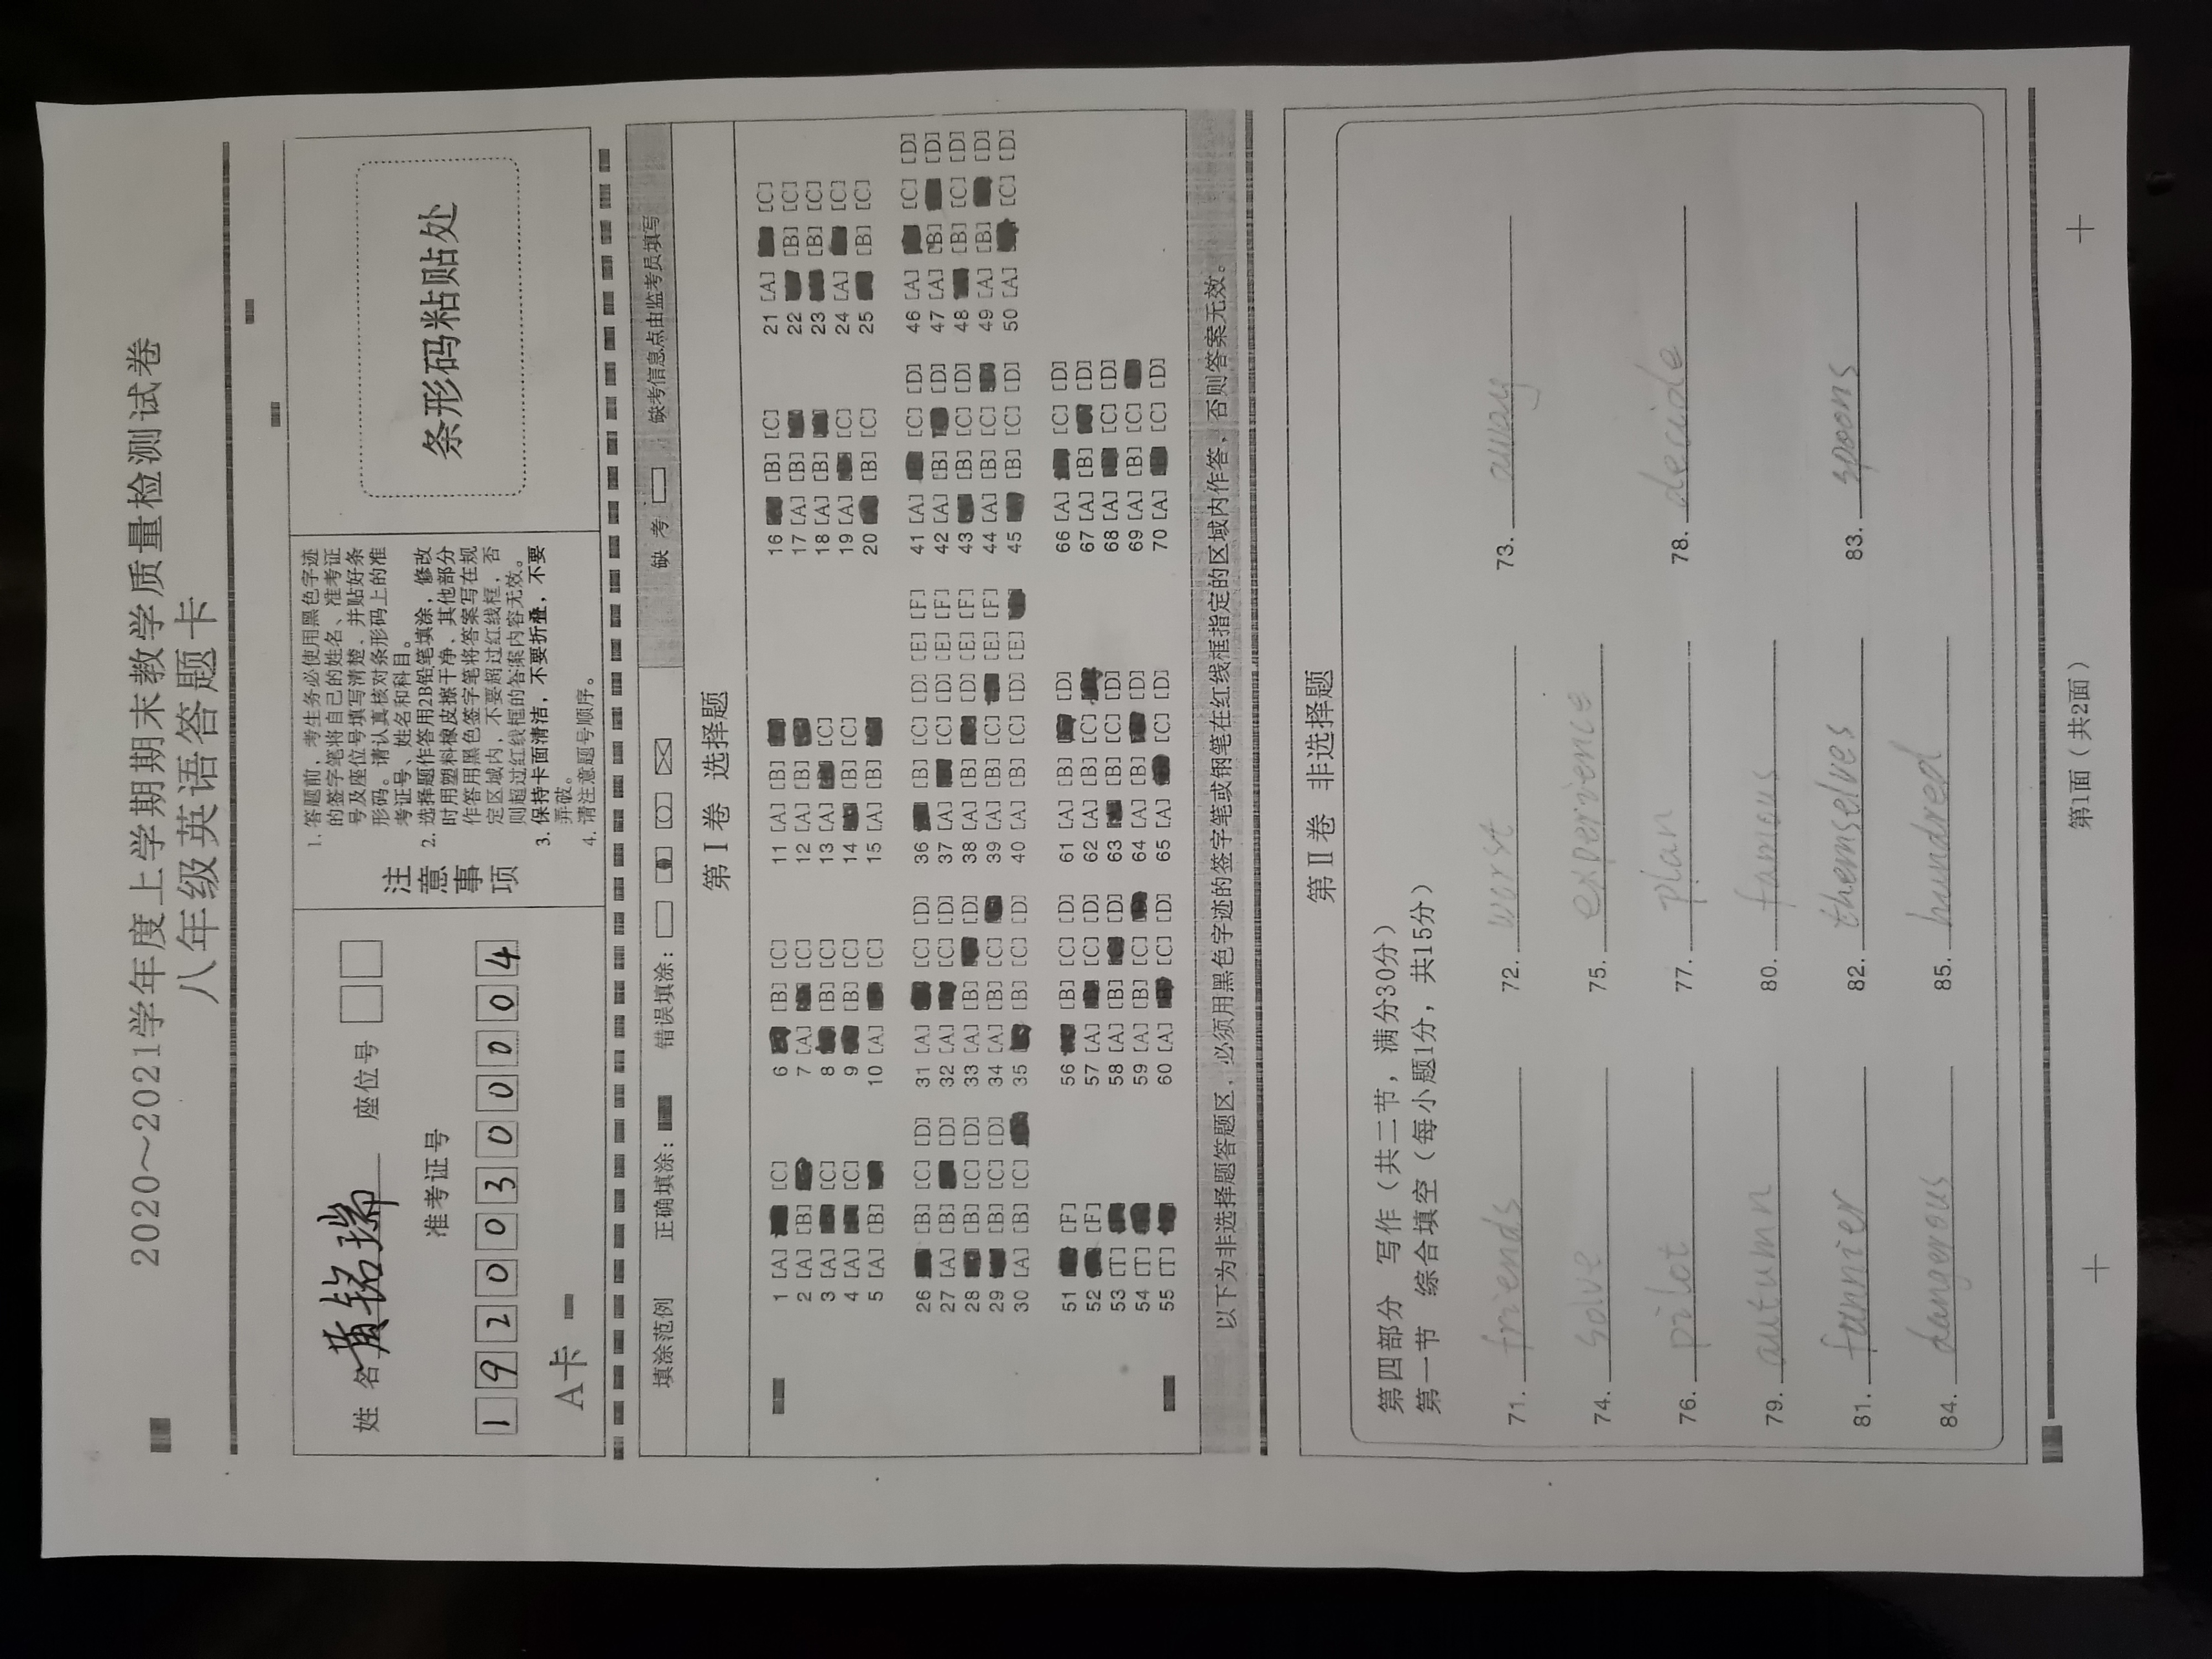 2020～2021学年度上学期期末教学质量检测试卷
八年级英语答题卡
姓 名 黄铭瑞 座位号
准考证号
19200300004
A卡
注意事项
1. 答题前，考生务必使用黑色字迹
的签字笔将自己的姓名、准考证
号及座位号填写清楚，并贴好条
形码。请认真核对条形码上的准
考证号、姓名和科目。
2. 选择题作答用2B铅笔填涂，修改
时用塑料橡皮擦干净，其他部分
作答用黑色签字笔将答案写在规
定区域内，不要超过红线框，否
则超过红线框的答案内容无效。
3. 保持卡面清洁，不要折叠，不要
弄破。
4. 请注意题号顺序。
条形码粘贴处
填涂范例 正确填涂： 错误填涂： 缺 考 缺考信息点由监考员填写
第Ⅰ卷 选择题
1 [A] [C] 6 [B] [C] 11 [A] [B] 16 [B] [C] 21 [A] [C]
2 [A] [B] 7 [A] [C] 12 [A] [B] 17 [A] [B] 22 [B] [C]
3 [A] [C] 8 [B] [C] 13 [A] [C] 18 [A] [B] 23 [B] [C]
4 [A] [C] 9 [B] [C] 14 [B] [C] 19 [A] [C] 24 [A] [C]
5 [A] [B] 10 [A] [C] 15 [A] [B] 20 [B] [C] 25 [B] [C]
26 [B] [C] [D] 31 [A] [C] [D] 36 [B] [C] [D] [E] [F] 41 [A] [C] [D] 46 [A] [C] [D]
27 [A] [B] [D] 32 [A] [C] [D] 37 [A] [C] [D] [E] [F] 42 [A] [B] [D] 47 [A] [B] [D]
28 [B] [C] [D] 33 [A] [B] [D] 38 [A] [B] [D] [E] [F] 43 [B] [C] [D] 48 [B] [C] [D]
29 [B] [C] [D] 34 [A] [B] [C] 39 [A] [B] [C] [E] [F] 44 [A] [B] [C] 49 [A] [B] [D]
30 [A] [B] [C] 35 [B] [C] [D] 40 [A] [B] [C] [D] [E] 45 [B] [C] [D] 50 [A] [C] [D]
51 [F] 56 [B] [C] [D] 61 [A] [B] [D] 66 [A] [C] [D]
52 [F] 57 [A] [C] [D] 62 [A] [B] [C] 67 [A] [B] [D]
53 [T] 58 [A] [B] [D] 63 [B] [C] [D] 68 [A] [C] [D]
54 [T] 59 [A] [B] [C] 64 [A] [B] [D] 69 [A] [B] [C]
55 [T] 60 [A] [C] [D] 65 [A] [C] [D] 70 [A] [C] [D]
以下为非选择题答题区，必须用黑色字迹的签字笔或钢笔在红线框指定的区域内作答，否则答案无效。
第Ⅱ卷 非选择题
第四部分 写作（共二节，满分30分）
第一节 综合填空（每小题1分，共15分）
71. friends 72. worst 73. away
74. solve 75. experience
76. pilot 77. plan 78. decide
79. autumn 80. famous
81. funnier 82. themselves 83. spoons
84. dangerous 85. hundred
第1面（共2面）